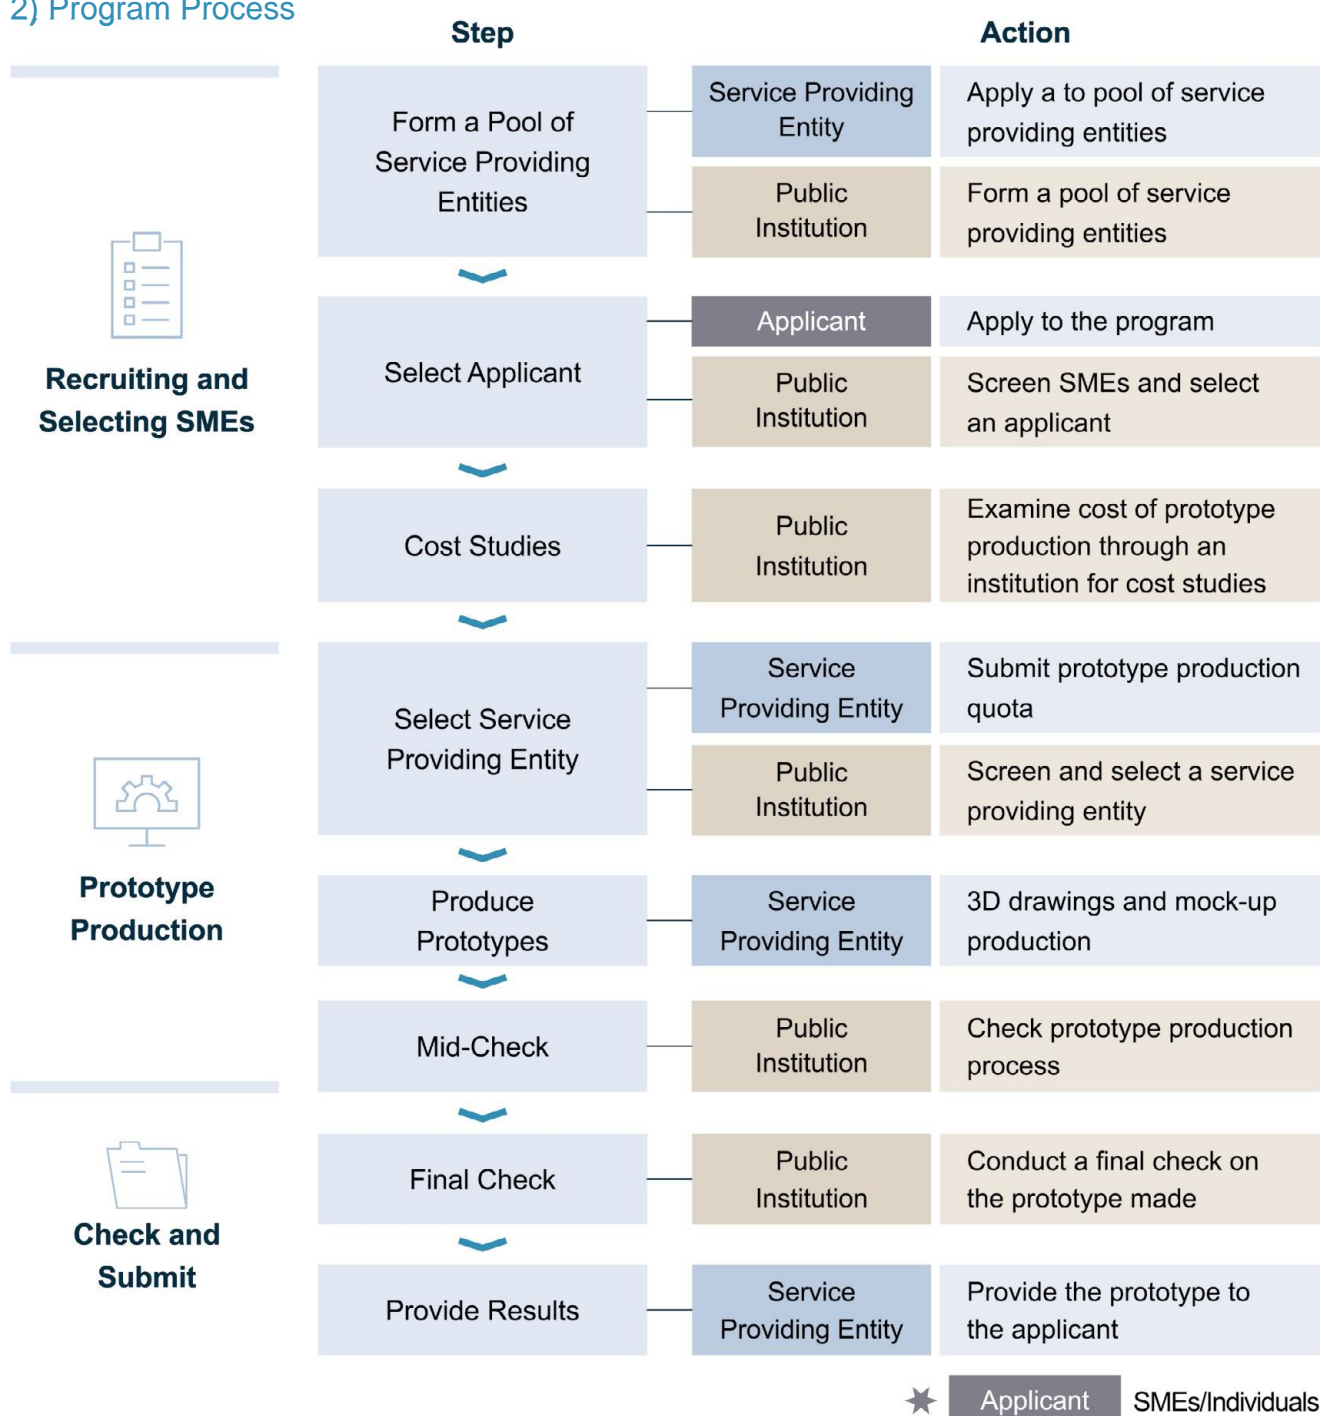 2) Program Process
Step
Action
Recruiting and
Selecting SMEs
Form a Pool of
Service Providing
Entities
Service Providing
Entity
Apply a to pool of service
providing entities
Public
Institution
Form a pool of service
providing entities
Select Applicant
Applicant
Apply to the program
Public
Institution
Screen SMEs and select
an applicant
Cost Studies
Public
Institution
Examine cost of prototype
production through an
institution for cost studies
Prototype
Production
Select Service
Providing Entity
Service
Providing Entity
Submit prototype production
quota
Public
Institution
Screen and select a service
providing entity
Produce
Prototypes
Service
Providing Entity
3D drawings and mock-up
production
Mid-Check
Public
Institution
Check prototype production
process
Check and
Submit
Final Check
Public
Institution
Conduct a final check on
the prototype made
Provide Results
Service
Providing Entity
Provide the prototype to
the applicant
Applicant SMEs/Individuals